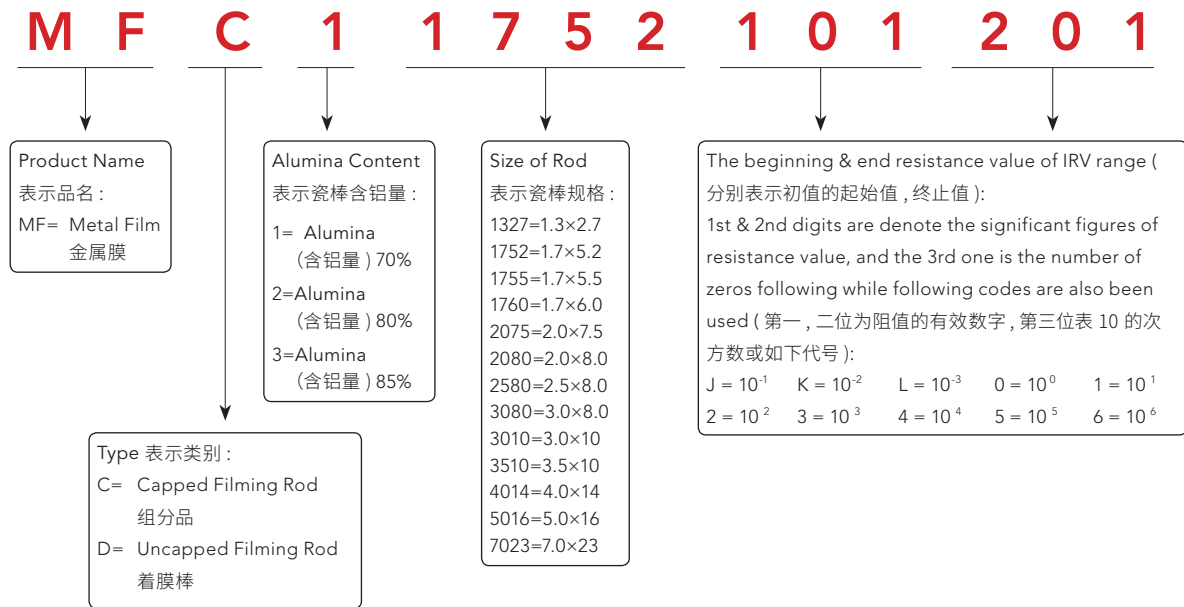 M F C 1 1 7 5 2 1 0 1 2 0 1
Product Name
表示品名 :
MF= Metal Film
金属膜
Type 表示类别 :
C= Capped Filming Rod
组分品
D= Uncapped Filming Rod
着膜棒
Alumina Content
表示瓷棒含铝量 :
1= Alumina
(含铝量 ) 70%
2=Alumina
(含铝量 ) 80%
3=Alumina
(含铝量 ) 85%
Size of Rod
表示瓷棒规格 :
1327=1.3×2.7
1752=1.7×5.2
1755=1.7×5.5
1760=1.7×6.0
2075=2.0×7.5
2080=2.0×8.0
2580=2.5×8.0
3080=3.0×8.0
3010=3.0×10
3510=3.5×10
4014=4.0×14
5016=5.0×16
7023=7.0×23
The beginning & end resistance value of IRV range (
分别表示初值的起始值 , 终止值 ):
1st & 2nd digits are denote the significant figures of
resistance value, and the 3rd one is the number of
zeros following while following codes are also been
used ( 第一 , 二位为阻值的有效数字 , 第三位表 10 的次
方数或如下代号 ):
J = 10⁻¹ K = 10⁻² L = 10⁻³ 0 = 10⁰ 1 = 10¹
2 = 10² 3 = 10³ 4 = 10⁴ 5 = 10⁵ 6 = 10⁶